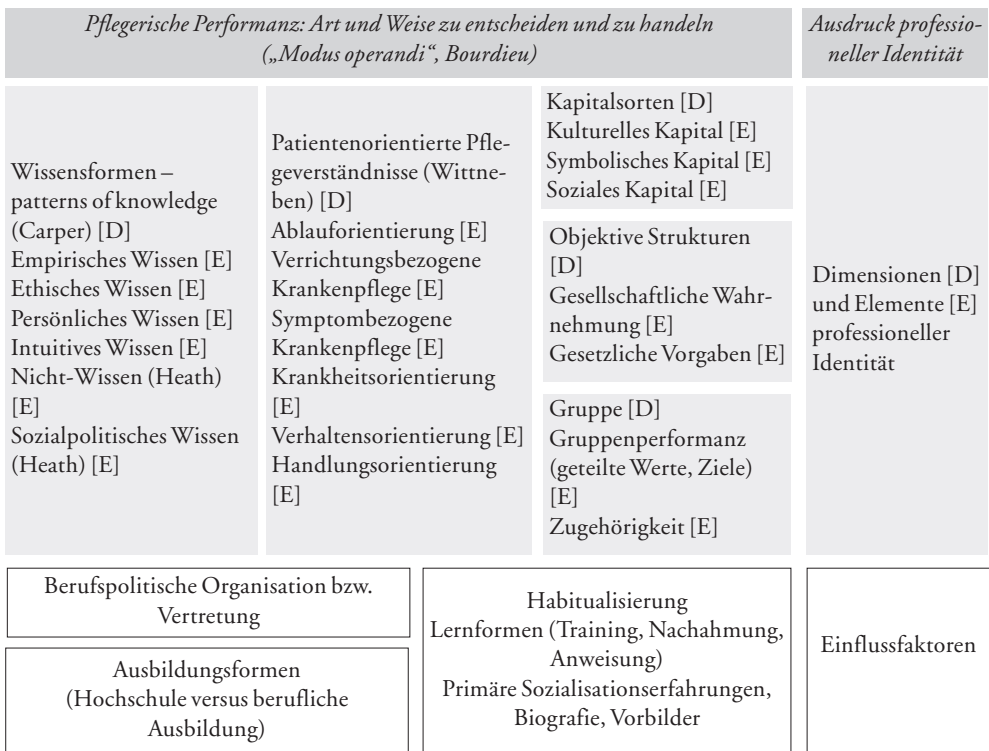 Pflegerische Performanz: Art und Weise zu entscheiden und zu handeln
(„Modus operandi“, Bourdieu)
Ausdruck professio-
neller Identität
Wissensformen –
patterns of knowledge
(Carper) [D]
Empirisches Wissen [E]
Ethisches Wissen [E]
Persönliches Wissen [E]
Intuitives Wissen [E]
Nicht-Wissen (Heath)
[E]
Sozialpolitisches Wissen
(Heath) [E]
Patientenorientierte Pfle-
geverständnisse (Wittne-
ben) [D]
Ablauforientierung [E]
Verrichtungsbezogene
Krankenpflege [E]
Symptombezogene
Krankenpflege [E]
Krankheitsorientierung
[E]
Verhaltensorientierung [E]
Handlungsorientierung
[E]
Kapitalsorten [D]
Kulturelles Kapital [E]
Symbolisches Kapital [E]
Soziales Kapital [E]
Objektive Strukturen
[D]
Gesellschaftliche Wahr-
nehmung [E]
Gesetzliche Vorgaben [E]
Gruppe [D]
Gruppenperformanz
(geteilte Werte, Ziele)
[E]
Zugehörigkeit [E]
Dimensionen [D]
und Elemente [E]
professioneller
Identität
Berufspolitische Organisation bzw.
Vertretung
Ausbildungsformen
(Hochschule versus berufliche
Ausbildung)
Habitualisierung
Lernformen (Training, Nachahmung,
Anweisung)
Primäre Sozialisationserfahrungen,
Biografie, Vorbilder
Einflussfaktoren